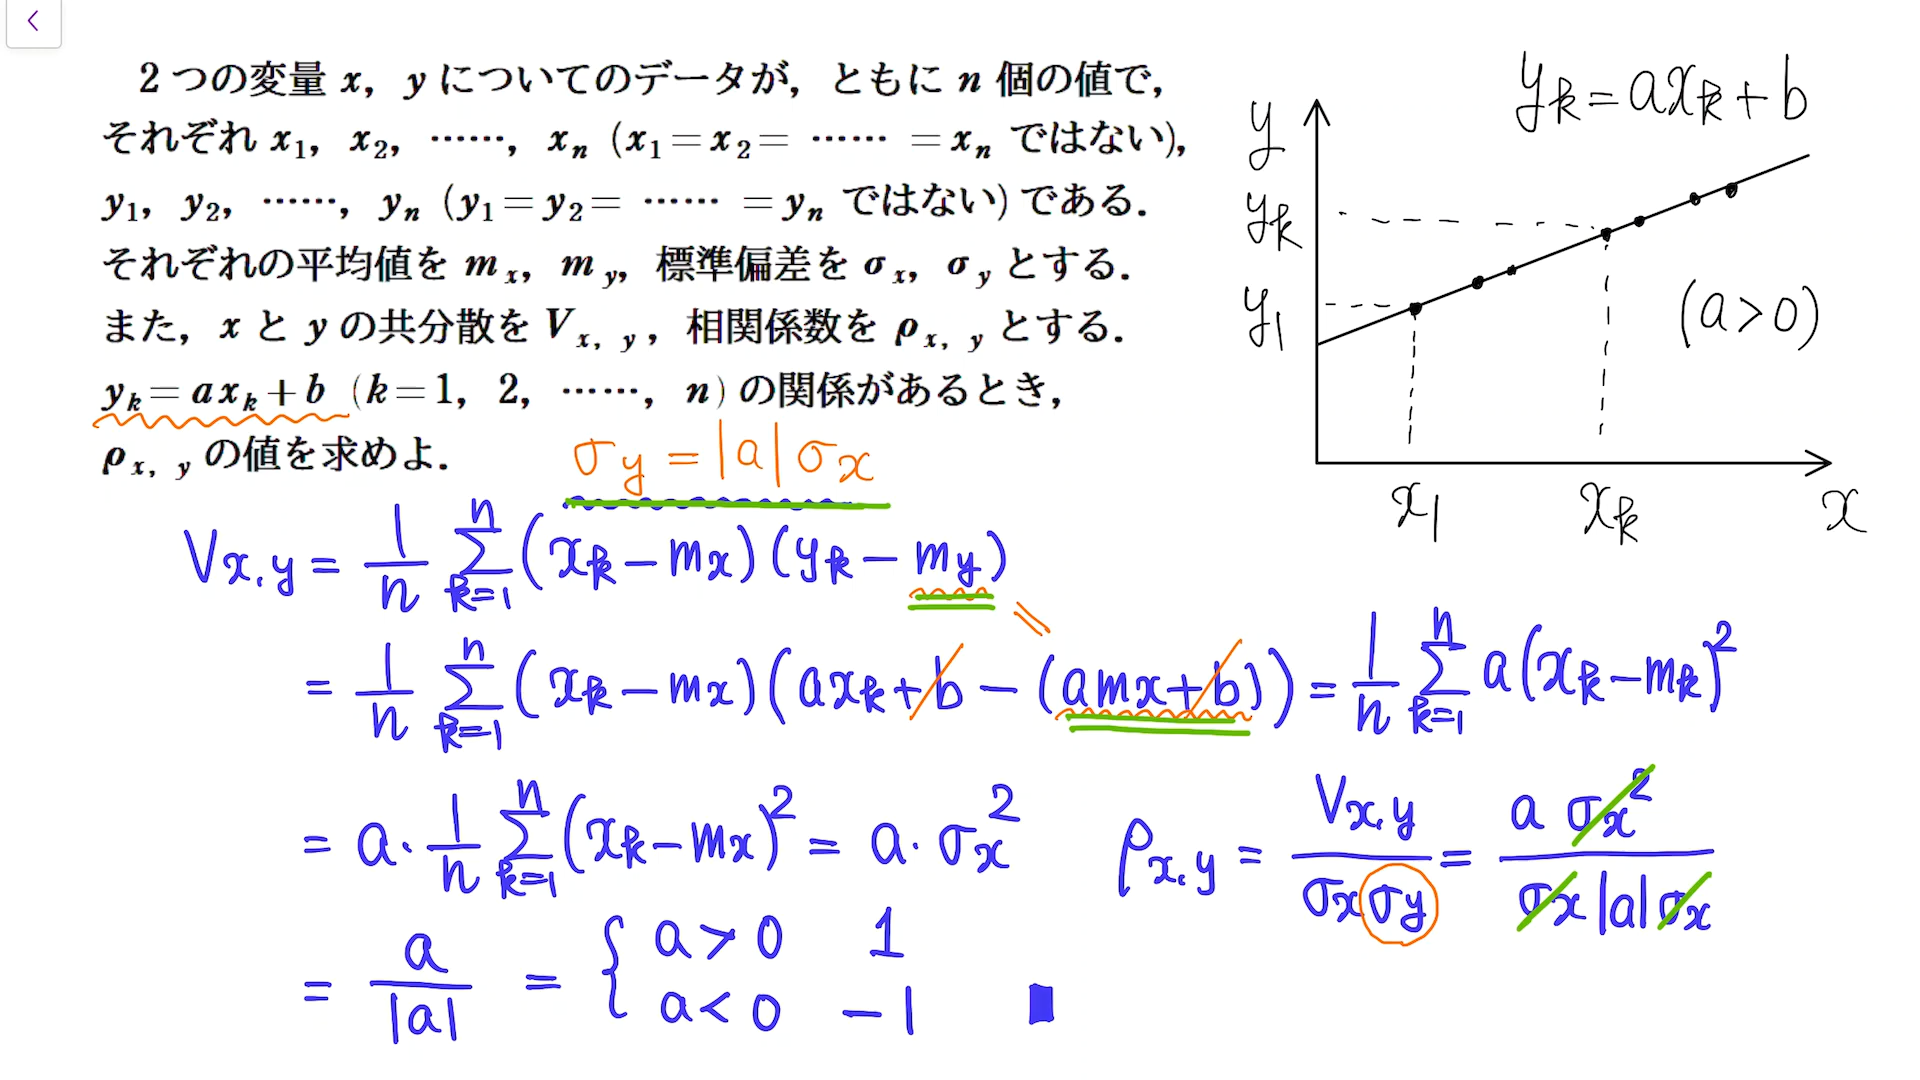 2つの変量 x，y についてのデータが，ともに n 個の値で，
それぞれ x₁，x₂，……，xₙ（x₁＝x₂＝ …… ＝xₙ ではない），
y₁，y₂，……，yₙ（y₁＝y₂＝ …… ＝yₙ ではない）である．
それぞれの平均値を mₓ，m_y，標準偏差を σₓ，σ_y とする．
また，x と y の共分散を V_{x, y}，相関係数を ρ_{x, y} とする．
y_k＝ax_k＋b（k＝1，2，……，n）の関係があるとき，
ρ_{x, y} の値を求めよ．
σ_y = |a| σ_x
y_k = ax_k + b
y
y_k
y₁
(a>0)
x₁
x_k
x
V_{x,y} = 1/n Σ_{k=1}^{n} (x_k − m_x)(y_k − m_y)
= 1/n Σ_{k=1}^{n} (x_k − m_x)(ax_k + b − (am_x + b)) = 1/n Σ_{k=1}^{n} a(x_k − m_k)²
= a · 1/n Σ_{k=1}^{n} (x_k − m_x)² = a · σ_x²
ρ_{x,y} = V_{x,y} / σ_x σ_y = a σ_x² / σ_x |a| σ_x
= a / |a| = { a > 0  1
a < 0  −1